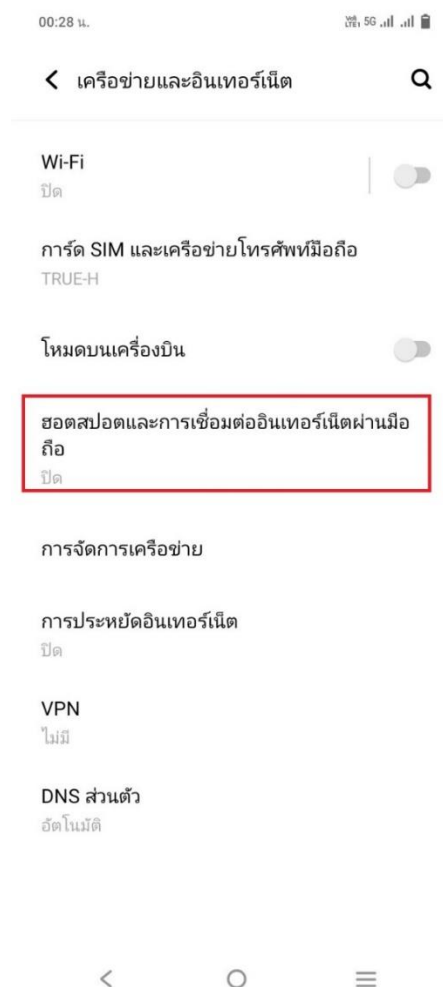 00:28 น.
5G
เครือข่ายและอินเทอร์เน็ต
Wi-Fi
ปิด
การ์ด SIM และเครือข่ายโทรศัพท์มือถือ
TRUE-H
โหมดบนเครื่องบิน
ฮอตสปอตและการเชื่อมต่ออินเทอร์เน็ตผ่านมือ
ถือ
ปิด
การจัดการเครือข่าย
การประหยัดอินเทอร์เน็ต
ปิด
VPN
ไม่มี
DNS ส่วนตัว
อัตโนมัติ